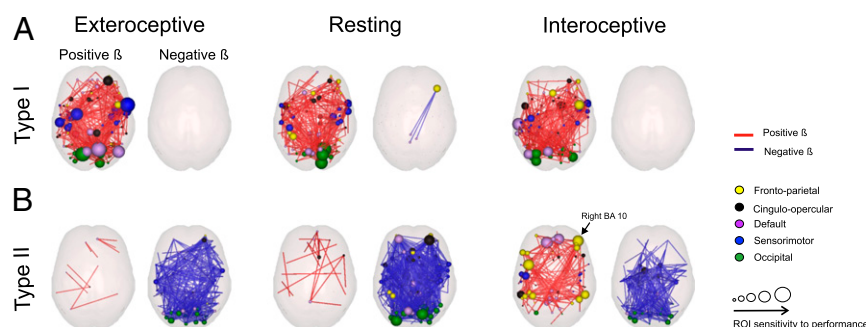 A
Exteroceptive
Resting
Interoceptive
Positive ß
Negative ß
Type I
Positive ß
Negative ß
B
Type II
Right BA 10
Fronto-parietal
Cingulo-opercular
Default
Sensorimotor
Occipital
ROI sensitivity to performance